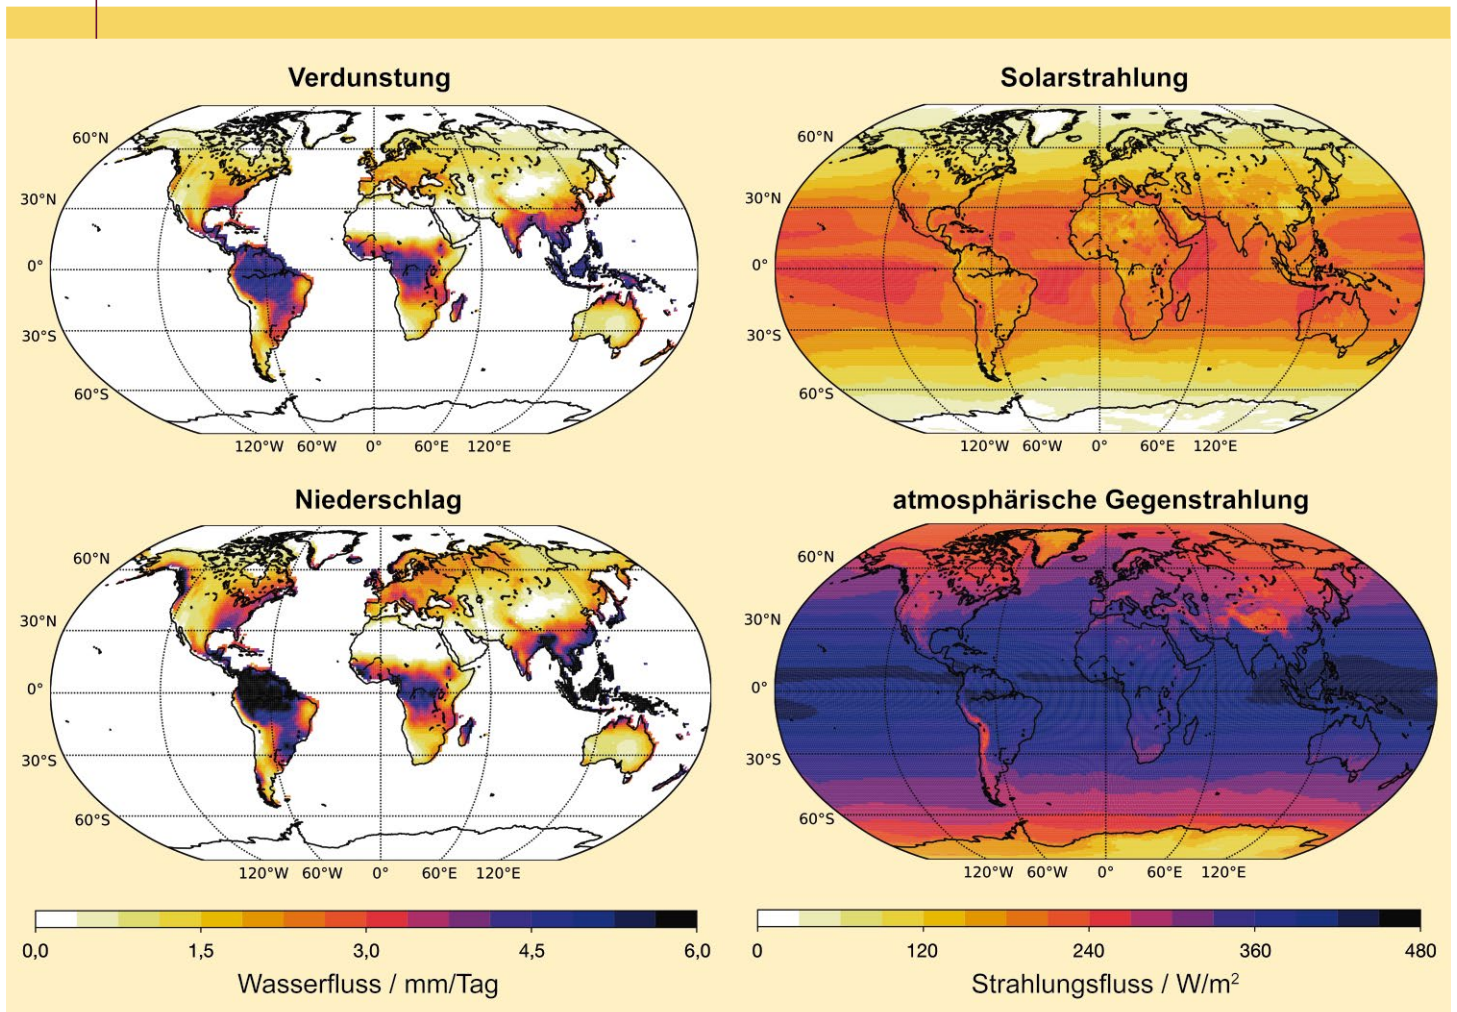 Verdunstung
60°N
30°N
0°
30°S
60°S
120°W 60°W 0° 60°E 120°E
Solarstrahlung
60°N
30°N
0°
30°S
60°S
120°W 60°W 0° 60°E 120°E
Niederschlag
60°N
30°N
0°
30°S
60°S
120°W 60°W 0° 60°E 120°E
atmosphärische Gegenstrahlung
60°N
30°N
0°
30°S
60°S
120°W 60°W 0° 60°E 120°E
0,0 1,5 3,0 4,5 6,0
Wasserfluss / mm/Tag
0 120 240 360 480
Strahlungsfluss / W/m²